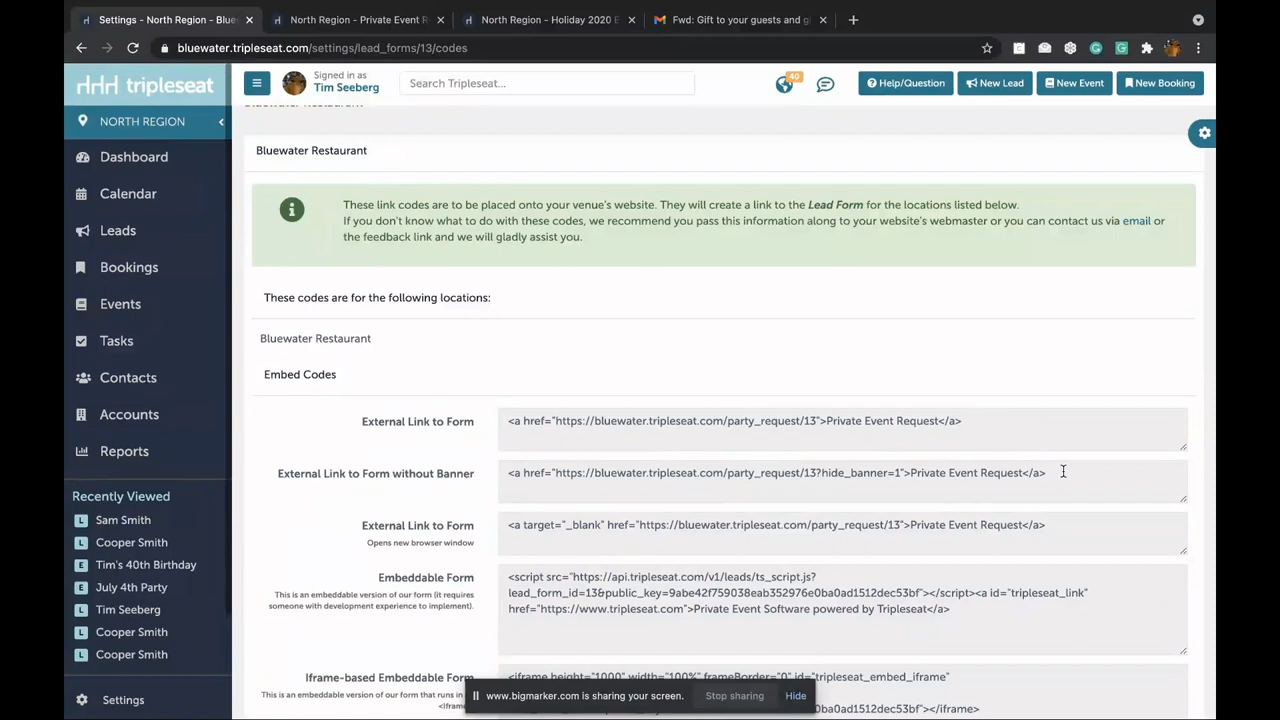 Settings - Tripleseat - Blue
North Region - Private Event R
North Region - Holiday 2020 E
Fwd: Gift to your guests and g
bluewater.tripleseat.com/settings/lead_forms/13/codes
tripleseat
Signed in as
Tim Seeberg
Search Tripleseat...
40
Help/Question
New Lead
New Event
New Booking
NORTH REGION
Dashboard
Calendar
Leads
Bookings
Events
Tasks
Contacts
Accounts
Reports
Recently Viewed
L Sam Smith
L Cooper Smith
E Tim's 40th Birthday
E July 4th Party
L Tim Seeberg
L Cooper Smith
L Cooper Smith
Settings
Bluewater Restaurant
Bluewater Restaurant
These link codes are to be placed onto your venue's website. They will create a link to the Lead Form for the locations listed below.
If you don't know what to do with these codes, we recommend you pass this information along to your website's webmaster or you can contact us via email or
the feedback link and we will gladly assist you.
These codes are for the following locations:
Bluewater Restaurant
Embed Codes
External Link to Form
<a href="https://bluewater.tripleseat.com/party_request/13">Private Event Request</a>
External Link to Form without Banner
<a href="https://bluewater.tripleseat.com/party_request/13?hide_banner=1">Private Event Request</a>
External Link to Form
Opens new browser window
<a target="_blank" href="https://bluewater.tripleseat.com/party_request/13">Private Event Request</a>
Embeddable Form
This is an embeddable version of our form (it requires
someone with development experience to implement).
<script src="https://api.tripleseat.com/v1/leads/ts_script.js?
lead_form_id=13&public_key=9abe42f759038eab352976e0ba0ad1512dec53bf"></script><a id="tripleseat_link"
href="https://www.tripleseat.com">Private Event Software powered by Tripleseat</a>
Iframe-based Embeddable Form
This is an embeddable version of our form that runs in
<Ifram
<iframe height="1000" width="100%" frameBorder="0" id="tripleseat_embed_iframe"
0ba0ad1512dec53bf"></iframe>
www.bigmarker.com is sharing your screen.
Stop sharing
Hide